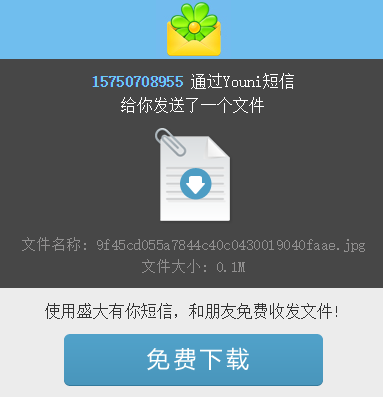 15750708955 通过Youni短信
给你发送了一个文件
文件名称: 9f45cd055a7844c40c0430019040faae.jpg
文件大小: 0.1M
使用盛大有你短信，和朋友免费收发文件!
免费下载